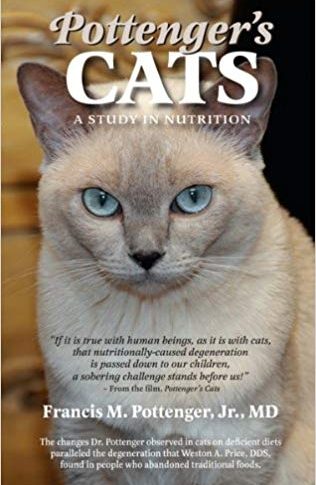 Pottenger's
CATS
A STUDY IN NUTRITION
"If it is true with human beings, as it is with cats,
that nutritionally-caused degeneration
is passed down to our children,
a sobering challenge stands before us!"
~ From the film, Pottenger's Cats
Francis M. Pottenger, Jr., MD
The changes Dr. Pottenger observed in cats on deficient diets
paralleled the degeneration that Weston A. Price, DDS,
found in people who abandoned traditional foods.